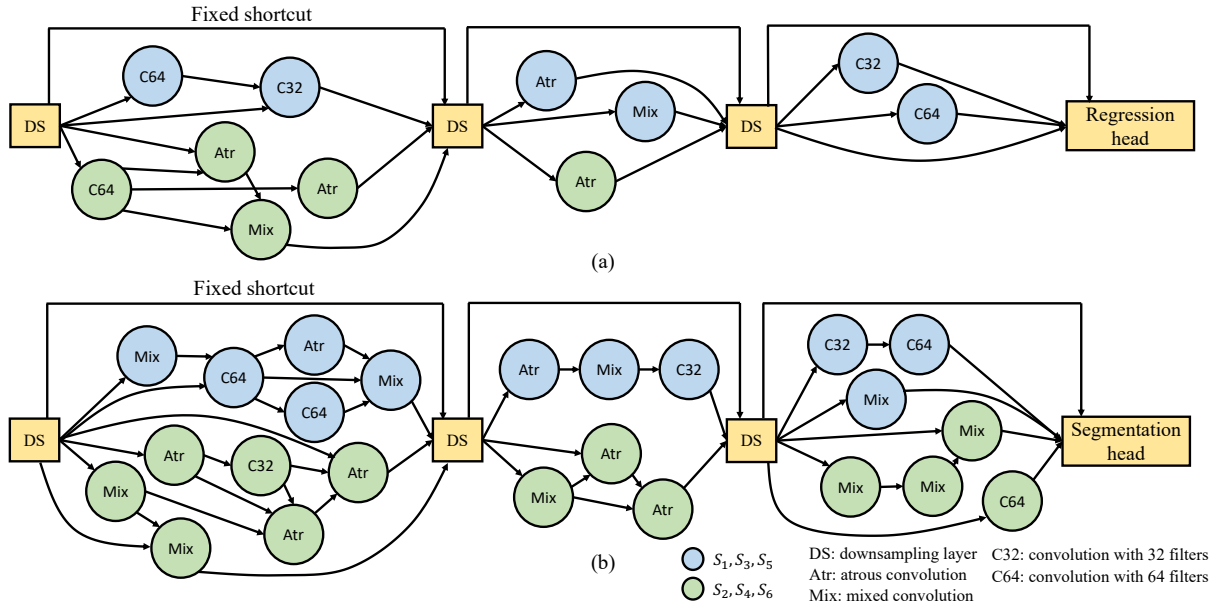 Fixed shortcut
C64
C32
Atr
Mix
C32
C64
DS
DS
DS
Regression
head
Atr
C64
Atr
Mix
Atr
(a)
Fixed shortcut
Mix
Atr
C64
Mix
C64
Atr
Mix
C32
C32
C64
Mix
DS
DS
DS
Segmentation
head
Atr
C32
Atr
Mix
Atr
Mix
Atr
Mix
Atr
Mix
Mix
Mix
C64
(b)
S₁, S₃, S₅
S₂, S₄, S₆
DS: downsampling layer
Atr: atrous convolution
Mix: mixed convolution
C32: convolution with 32 filters
C64: convolution with 64 filters